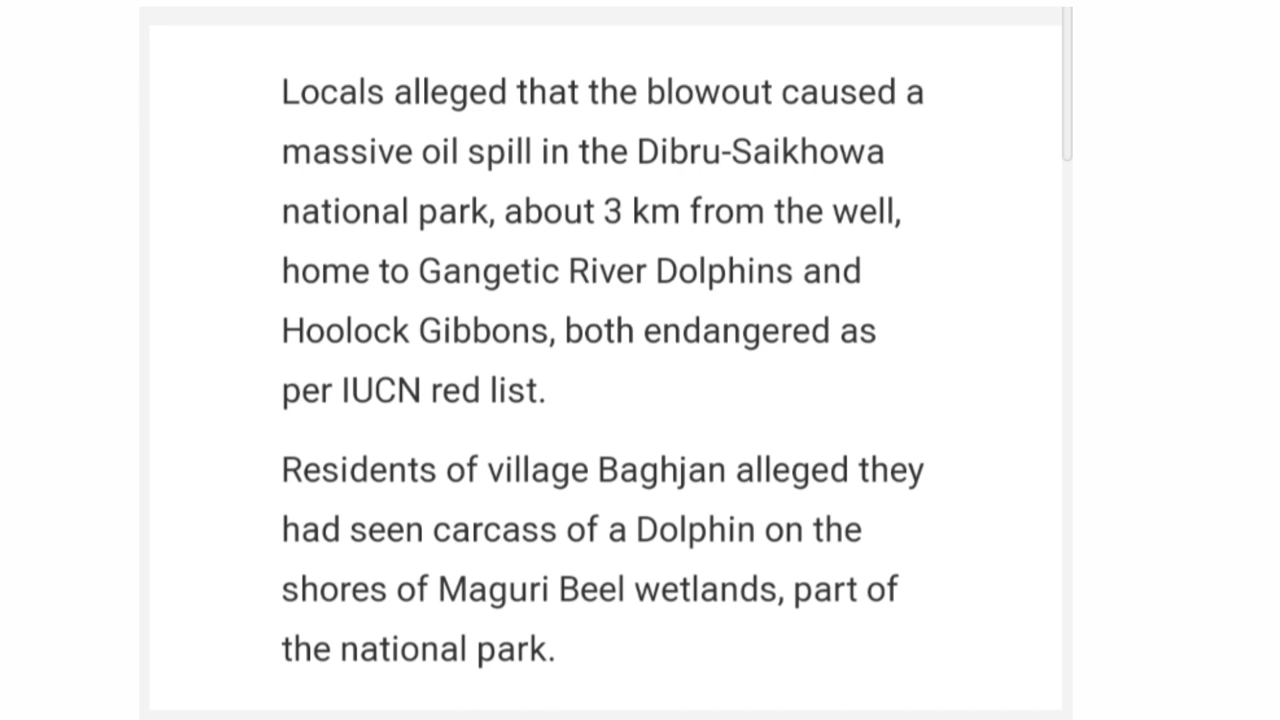 Locals alleged that the blowout caused a
massive oil spill in the Dibru-Saikhowa
national park, about 3 km from the well,
home to Gangetic River Dolphins and
Hoolock Gibbons, both endangered as
per IUCN red list.
Residents of village Baghjan alleged they
had seen carcass of a Dolphin on the
shores of Maguri Beel wetlands, part of
the national park.